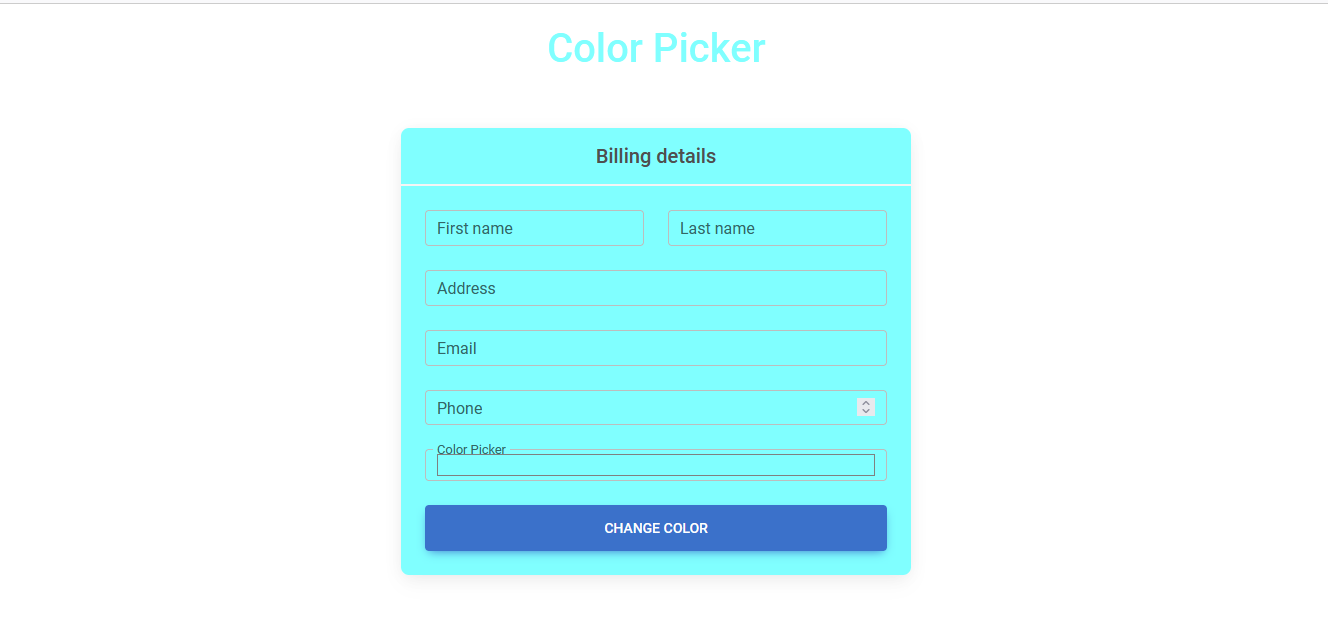 Color Picker
Billing details
First name Last name
Address
Email
Phone
Color Picker
CHANGE COLOR